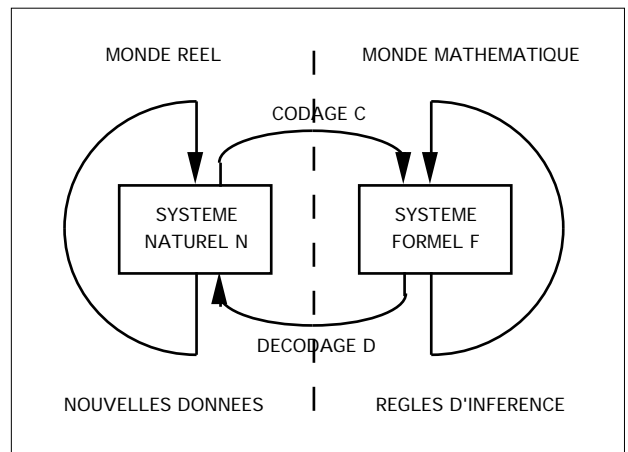 MONDE REEL
MONDE MATHEMATIQUE
CODAGE C
SYSTEME
NATUREL N
SYSTEME
FORMEL F
DECODAGE D
NOUVELLES DONNEES
REGLES D'INFERENCE